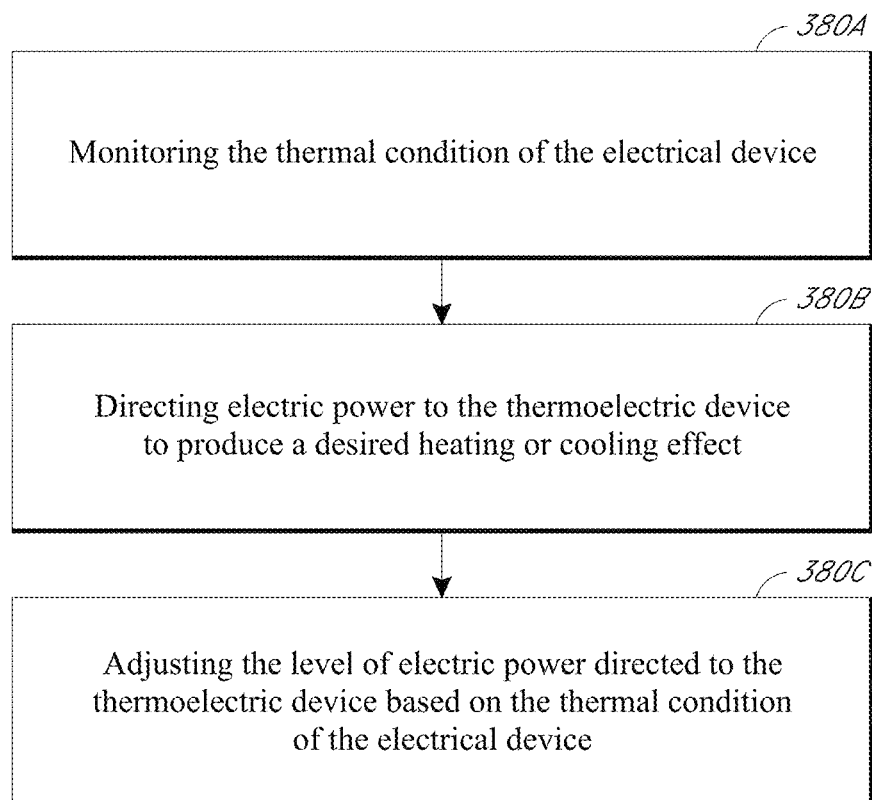 380A
Monitoring the thermal condition of the electrical device
380B
Directing electric power to the thermoelectric device
to produce a desired heating or cooling effect
380C
Adjusting the level of electric power directed to the
thermoelectric device based on the thermal condition
of the electrical device